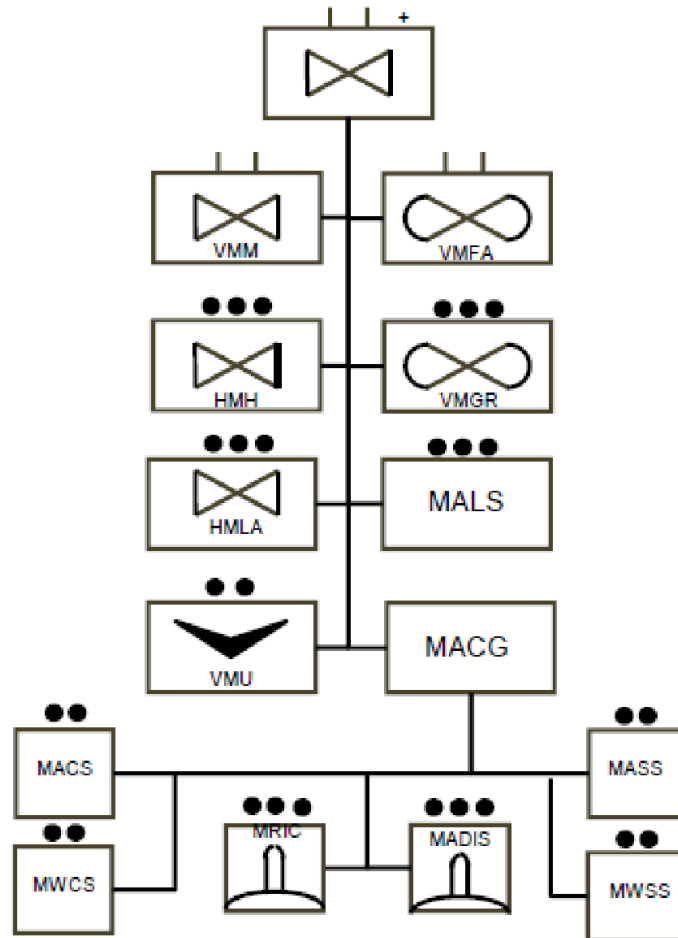 +
VMM
VMFA
HMH
VMGR
HMLA
MALS
VMU
MACG
MACS
MASS
MRIC
MADIS
MWCS
MWSS